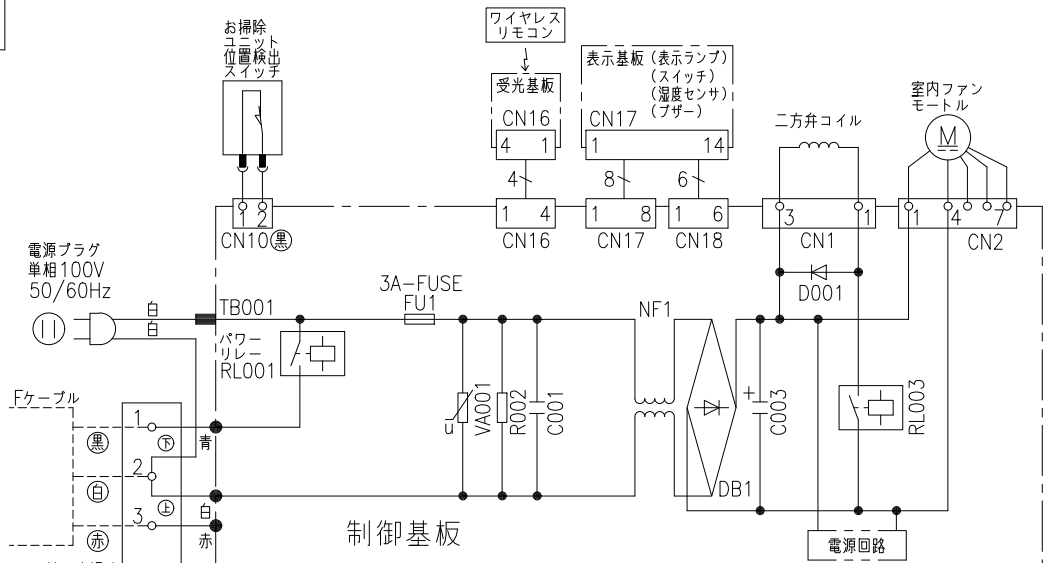 お掃除
ユニット
位置検出
スイッチ
ワイヤレス
リモコン
受光基板
CN16
4 1
4
1 4
CN16
表示基板(表示ランプ)
(スイッチ)
(湿度センサ)
(ブザー)
CN17
1 14
8 6
1 8
CN17
1 6
CN18
二方弁コイル
3 1
CN1
D001
室内ファン
モートル
M
1 4 7
CN2
1 2
CN10黒
電源プラグ
単相100V
50/60Hz
白
白
TB001
パワー
リレー
RL001
3A-FUSE
FU1
VA001
R002
C001
NF1
DB1
+
C003
RL003
電源回路
Fケーブル
黒
白
赤
1
2
3
下
上
青
白
赤
制御基板